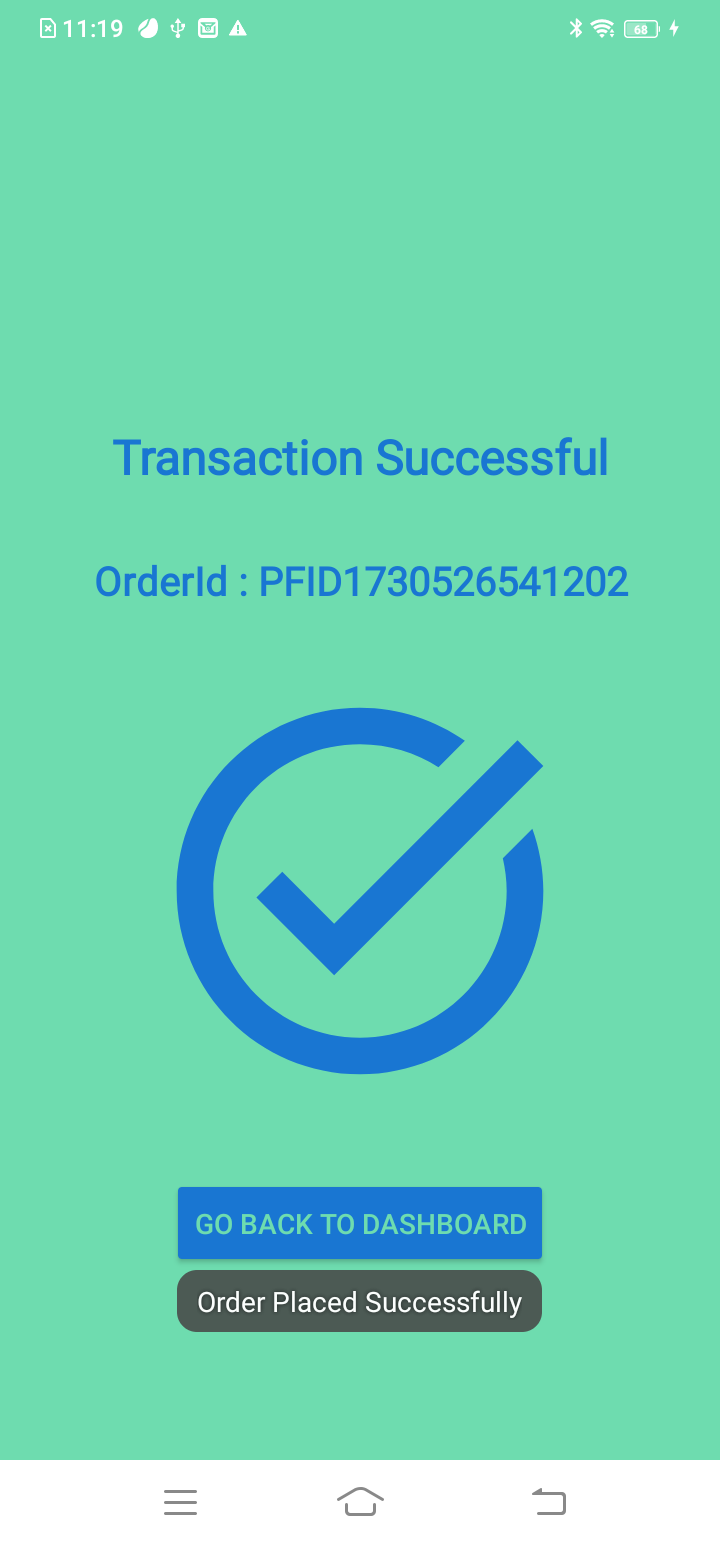 11:19
68
Transaction Successful
OrderId : PFID1730526541202
GO BACK TO DASHBOARD
Order Placed Successfully